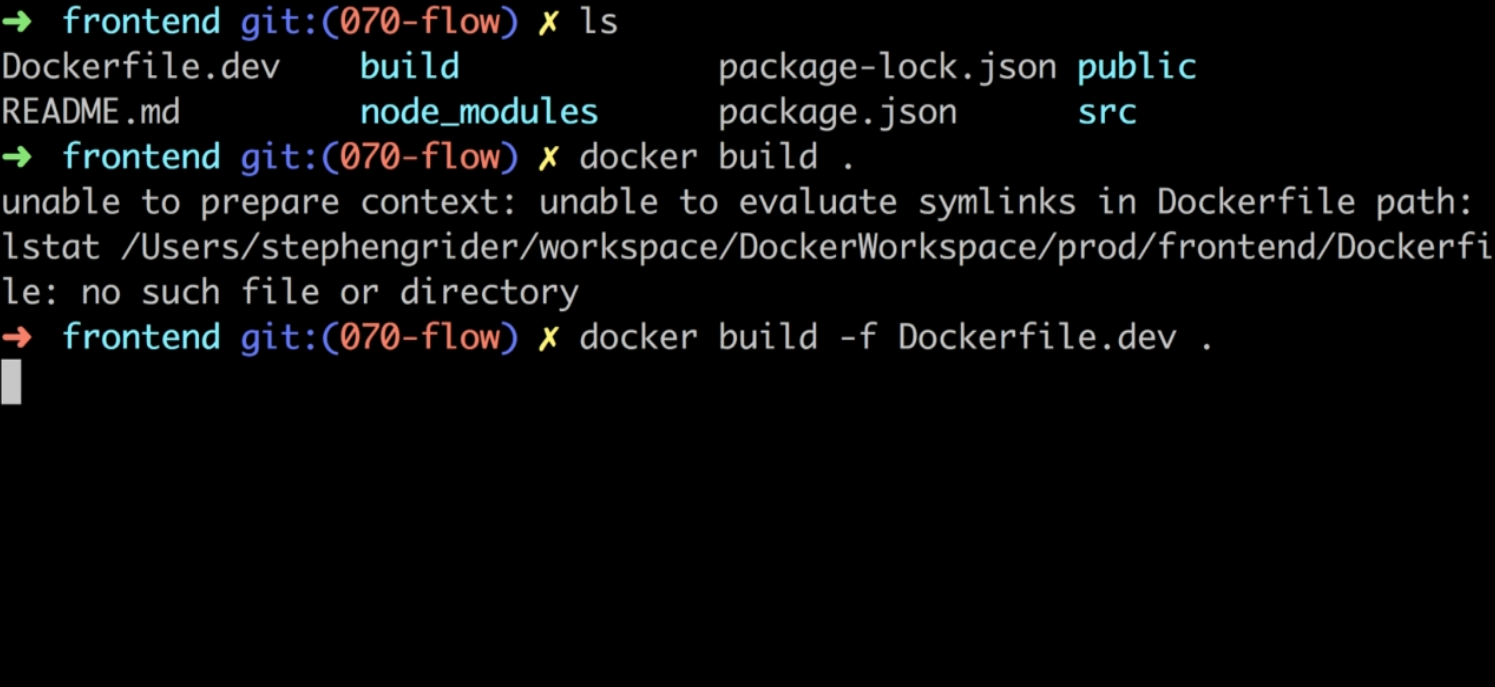 ➜ frontend git:(070-flow) ✗ ls
Dockerfile.dev build package-lock.json public
README.md node_modules package.json src
➜ frontend git:(070-flow) ✗ docker build .
unable to prepare context: unable to evaluate symlinks in Dockerfile path:
lstat /Users/stephengrider/workspace/DockerWorkspace/prod/frontend/Dockerfi
le: no such file or directory
➜ frontend git:(070-flow) ✗ docker build -f Dockerfile.dev .